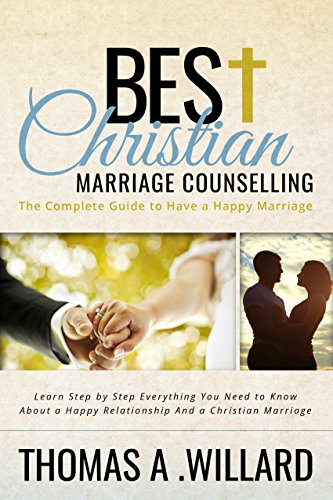 BEST
Christian
MARRIAGE COUNSELLING
The Complete Guide to Have a Happy Marriage
Learn Step by Step Everything You Need to Know
About a Happy Relationship And a Christian Marriage
THOMAS A .WILLARD